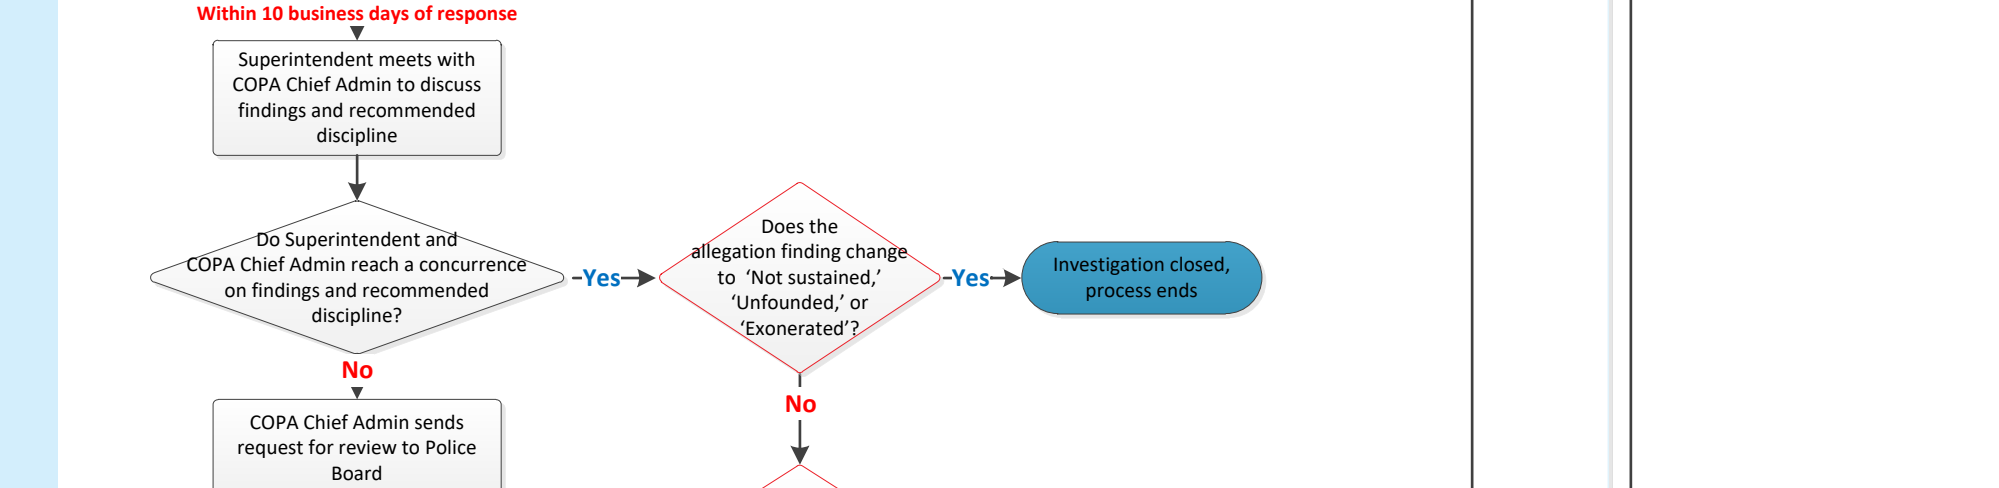 Within 10 business days of response
Superintendent meets with
COPA Chief Admin to discuss
findings and recommended
discipline
Do Superintendent and
COPA Chief Admin reach a concurrence
on findings and recommended
discipline?
Yes
Does the
allegation finding change
to ‘Not sustained,’
‘Unfounded,’ or
‘Exonerated’?
Yes
Investigation closed,
process ends
No
No
COPA Chief Admin sends
request for review to Police
Board